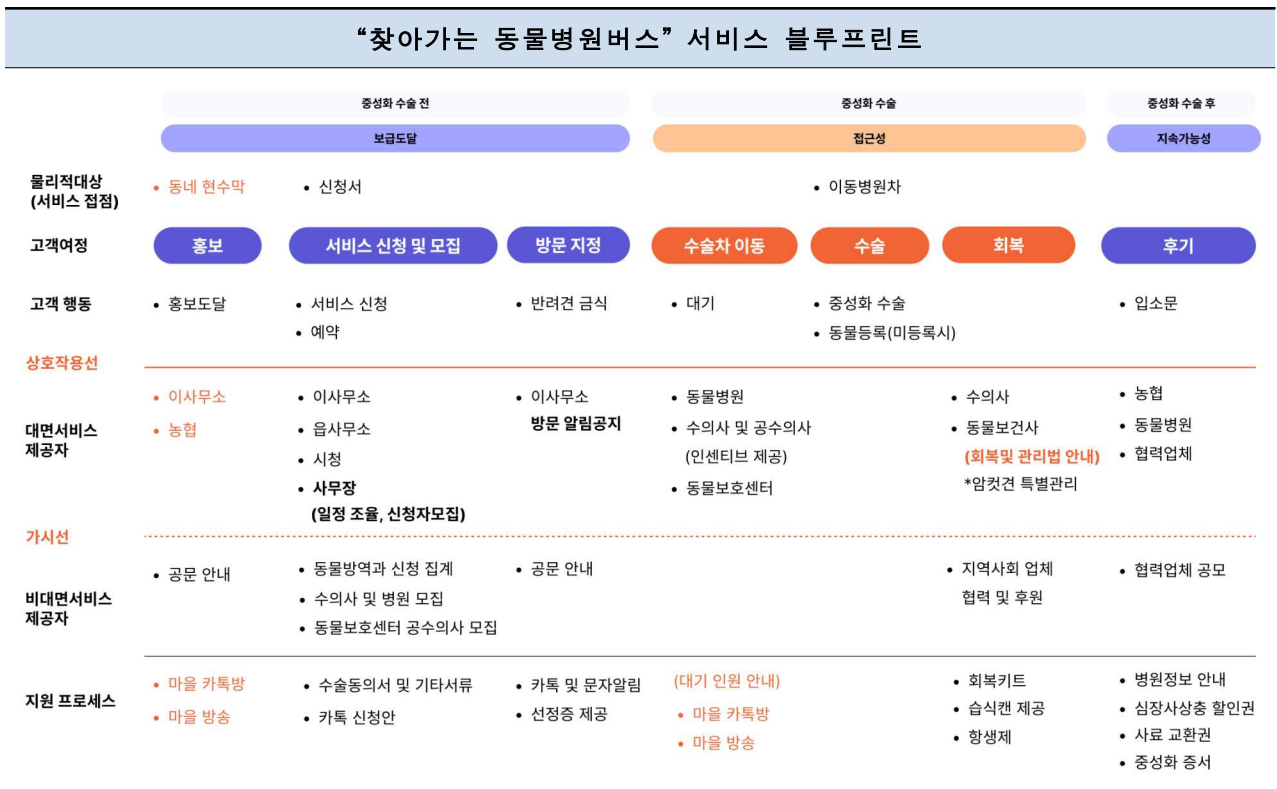 “찾아가는 동물병원버스” 서비스 블루프린트
중성화 수술 전
중성화 수술
중성화 수술 후
보급도달
접근성
지속가능성
물리적대상
(서비스 접점)
• 동네 현수막
• 신청서
• 이동병원차
고객여정
홍보
서비스 신청 및 모집
방문 지정
수술차 이동
수술
회복
후기
고객 행동
• 홍보도달
• 서비스 신청
• 예약
• 반려견 금식
• 대기
• 중성화 수술
• 동물등록(미등록시)
• 입소문
상호작용선
대면서비스
제공자
• 이사무소
• 농협
• 이사무소
• 읍사무소
• 시청
• 사무장
(일정 조율, 신청자모집)
• 이사무소
방문 알림공지
• 동물병원
• 수의사 및 공수의사
(인센티브 제공)
• 동물보호센터
• 수의사
• 동물보건사
(회복및 관리법 안내)
*암컷견 특별관리
• 농협
• 동물병원
• 협력업체
가시선
비대면서비스
제공자
• 공문 안내
• 동물방역과 신청 집계
• 수의사 및 병원 모집
• 동물보호센터 공수의사 모집
• 공문 안내
• 지역사회 업체
협력 및 후원
• 협력업체 공모
지원 프로세스
• 마을 카톡방
• 마을 방송
• 수술동의서 및 기타서류
• 카톡 신청안
• 카톡 및 문자알림
• 선정증 제공
(대기 인원 안내)
• 마을 카톡방
• 마을 방송
• 회복키트
• 습식캔 제공
• 항생제
• 병원정보 안내
• 심장사상충 할인권
• 사료 교환권
• 중성화 증서